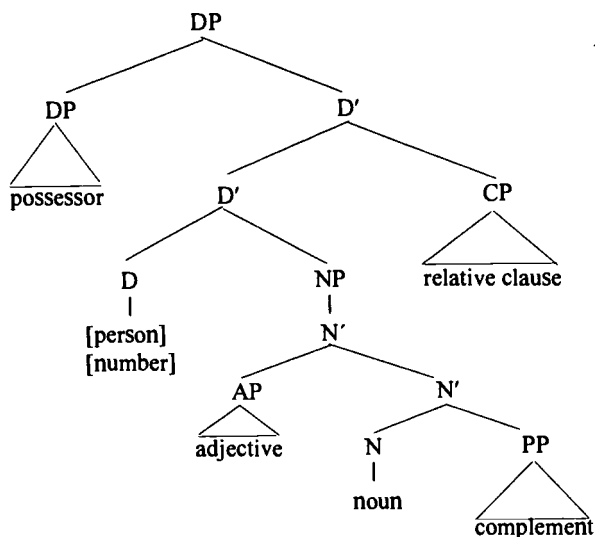 DP
DP
D'
possessor
D'
CP
relative clause
D
NP
[person]
[number]
N'
AP
N'
adjective
N
PP
noun
complement